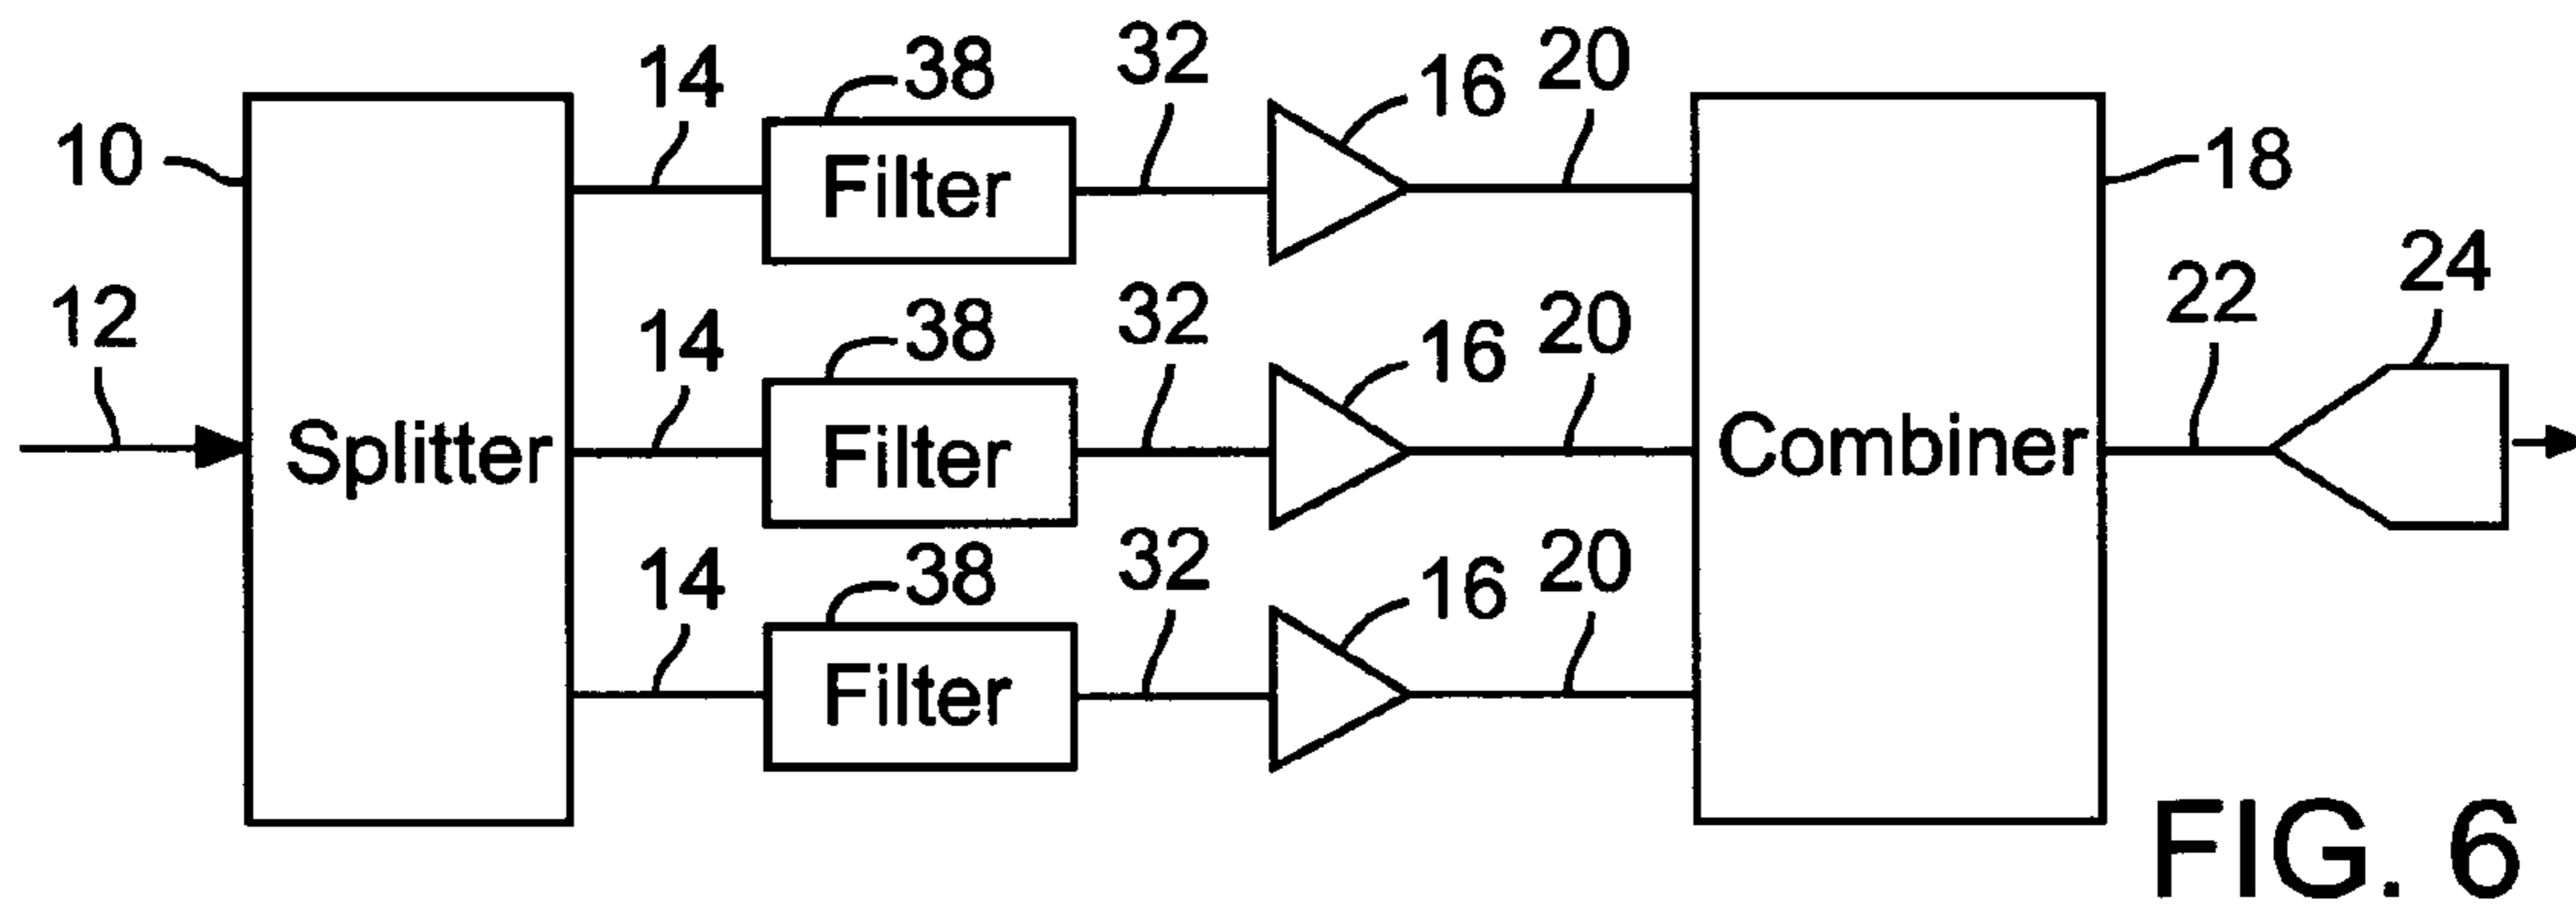 14 38 32 16 20
10 Filter 18
12 14 38 32 16 20 22 24
Splitter Filter Combiner
14 38 32 16 20
Filter
FIG. 6